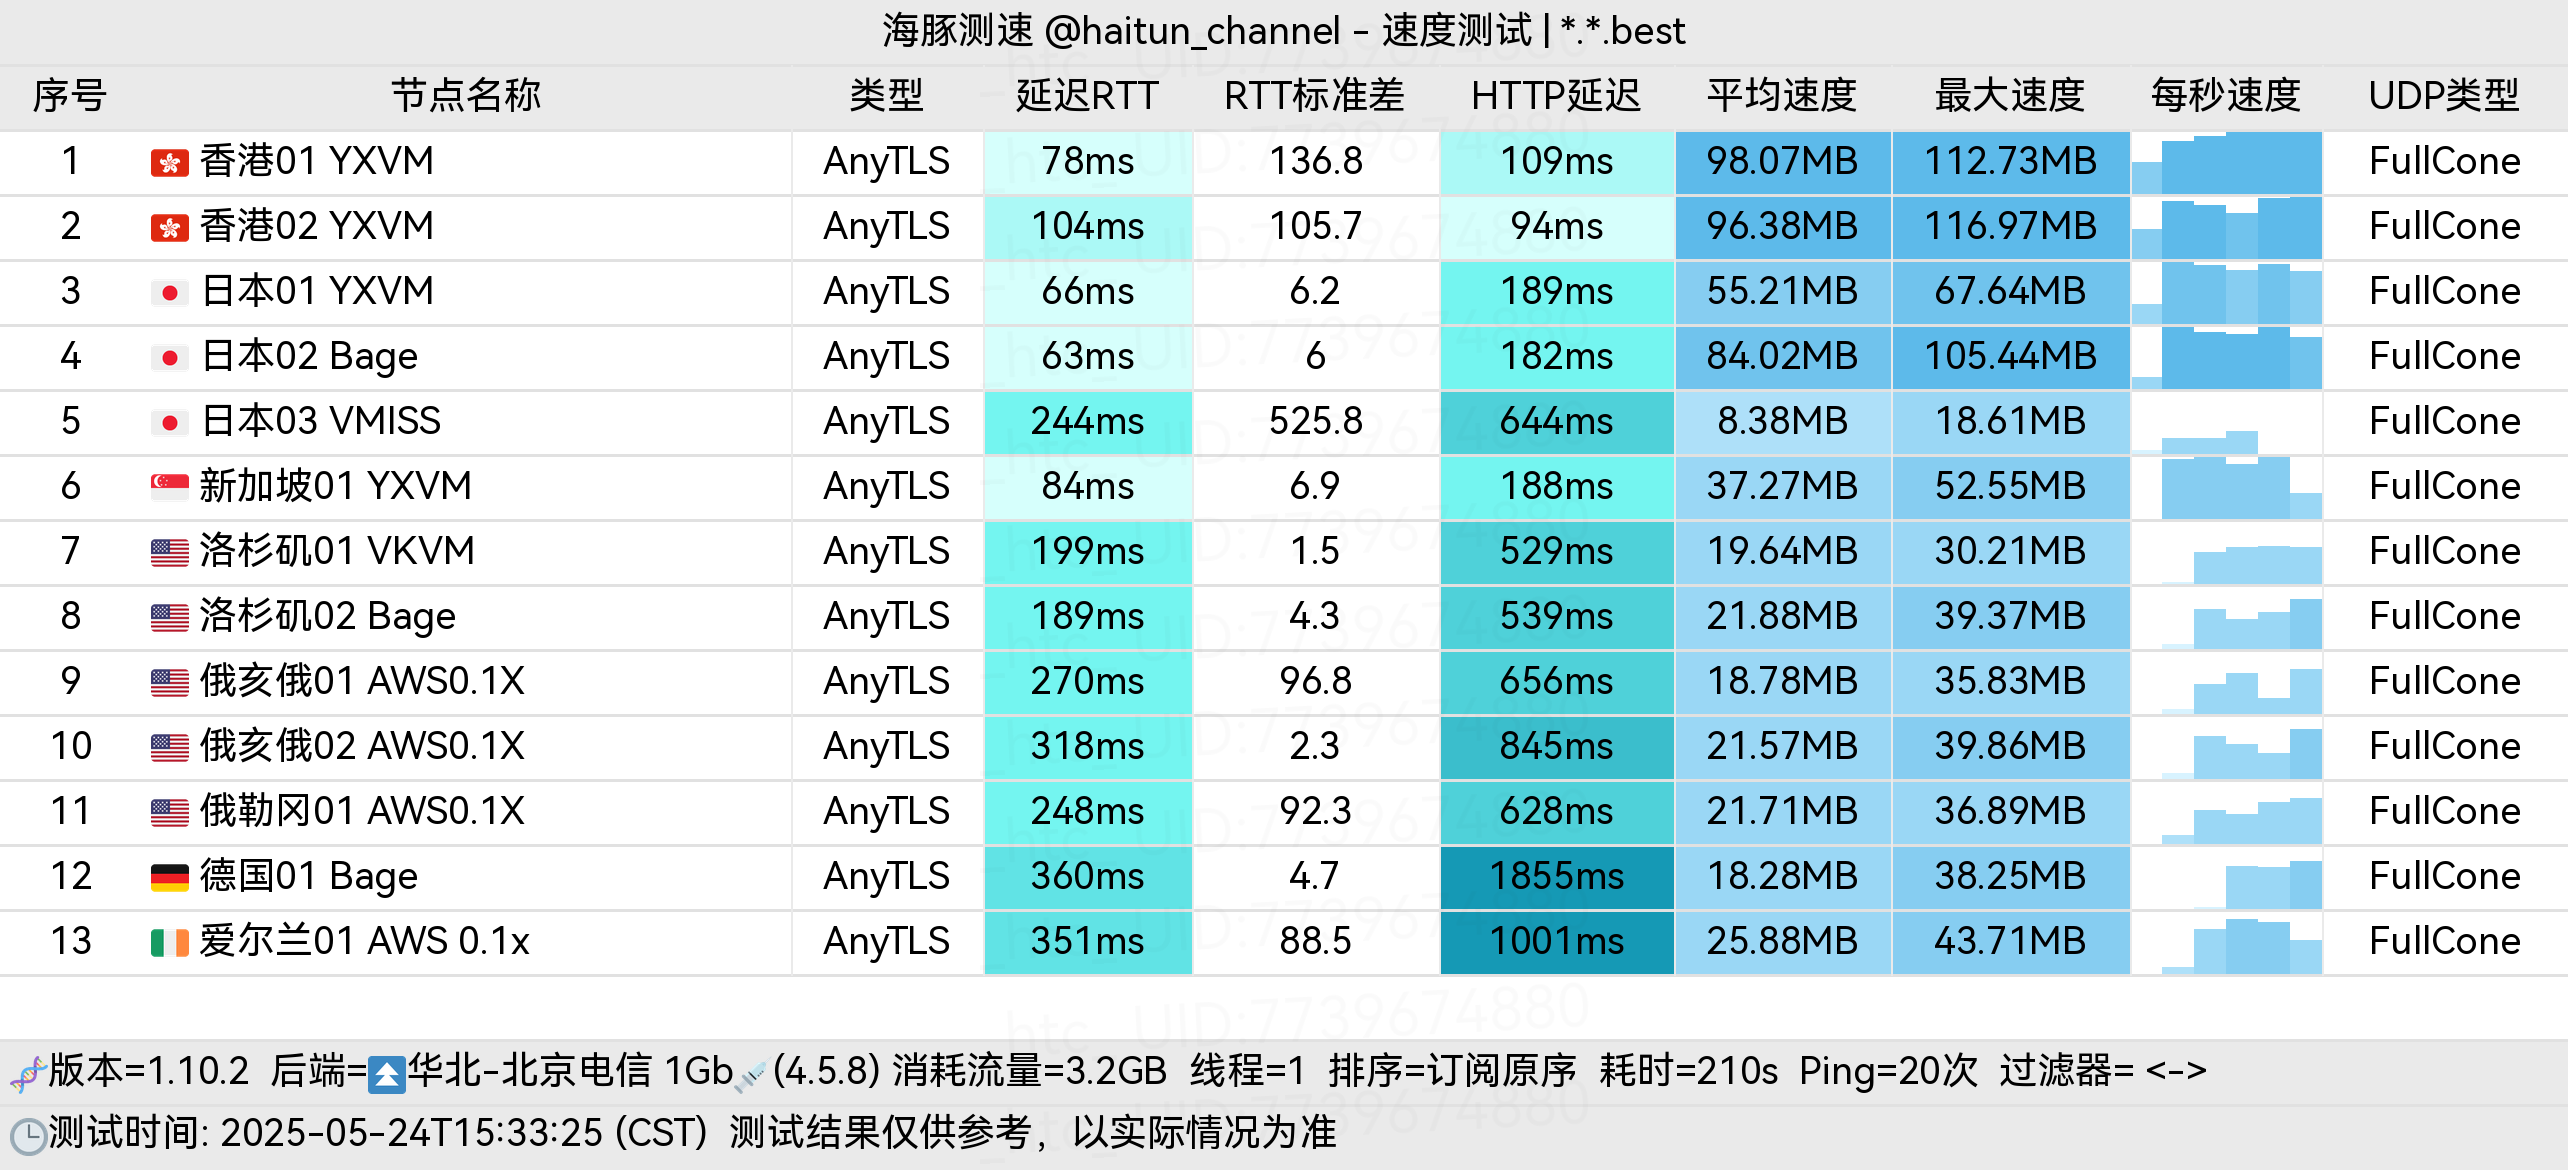 海豚测速 @haitun_channel - 速度测试 | *.*.best
序号 节点名称 类型 延迟RTT RTT标准差 HTTP延迟 平均速度 最大速度 每秒速度 UDP类型
1 香港01 YXVM AnyTLS 78ms 136.8 109ms 98.07MB 112.73MB FullCone
2 香港02 YXVM AnyTLS 104ms 105.7 94ms 96.38MB 116.97MB FullCone
3 日本01 YXVM AnyTLS 66ms 6.2 189ms 55.21MB 67.64MB FullCone
4 日本02 Bage AnyTLS 63ms 6 182ms 84.02MB 105.44MB FullCone
5 日本03 VMISS AnyTLS 244ms 525.8 644ms 8.38MB 18.61MB FullCone
6 新加坡01 YXVM AnyTLS 84ms 6.9 188ms 37.27MB 52.55MB FullCone
7 洛杉矶01 VKVM AnyTLS 199ms 1.5 529ms 19.64MB 30.21MB FullCone
8 洛杉矶02 Bage AnyTLS 189ms 4.3 539ms 21.88MB 39.37MB FullCone
9 俄亥俄01 AWS0.1X AnyTLS 270ms 96.8 656ms 18.78MB 35.83MB FullCone
10 俄亥俄02 AWS0.1X AnyTLS 318ms 2.3 845ms 21.57MB 39.86MB FullCone
11 俄勒冈01 AWS0.1X AnyTLS 248ms 92.3 628ms 21.71MB 36.89MB FullCone
12 德国01 Bage AnyTLS 360ms 4.7 1855ms 18.28MB 38.25MB FullCone
13 爱尔兰01 AWS 0.1x AnyTLS 351ms 88.5 1001ms 25.88MB 43.71MB FullCone
_htc_ UID:7739674880
版本=1.10.2 后端=华北-北京电信 1Gb(4.5.8) 消耗流量=3.2GB 线程=1 排序=订阅原序 耗时=210s Ping=20次 过滤器= <->
测试时间: 2025-05-24T15:33:25 (CST) 测试结果仅供参考，以实际情况为准